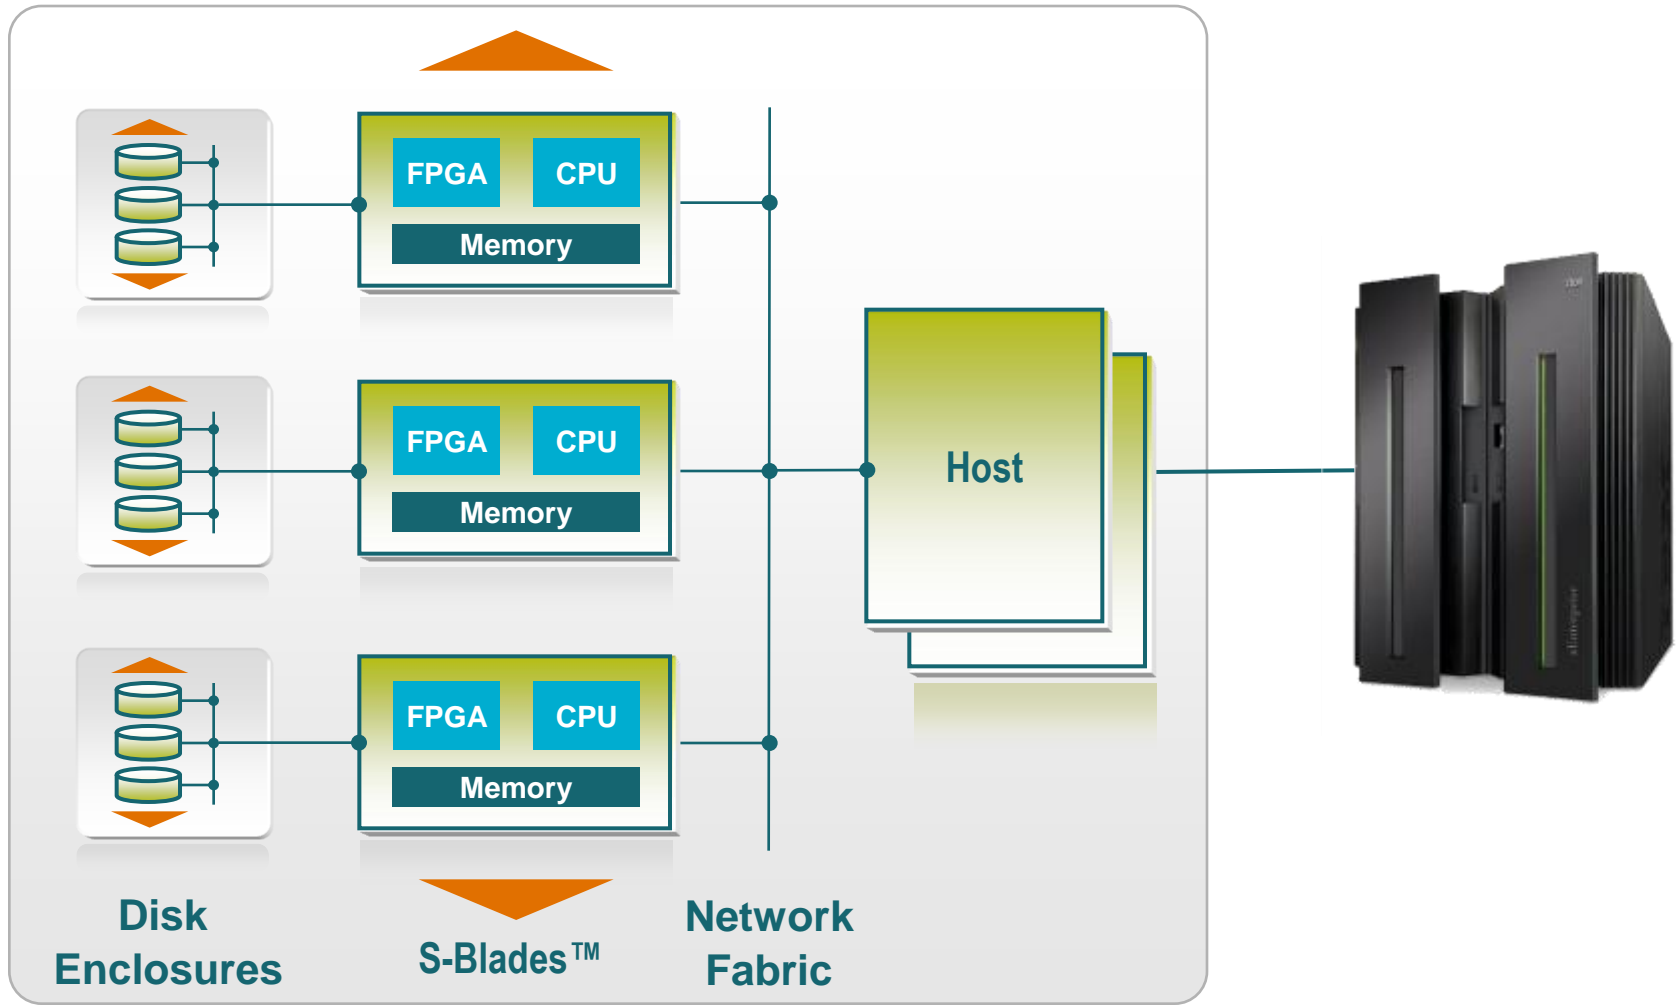 FPGA CPU
Memory
FPGA CPU
Memory
Host
FPGA CPU
Memory
Disk
Enclosures
S-Blades™
Network
Fabric